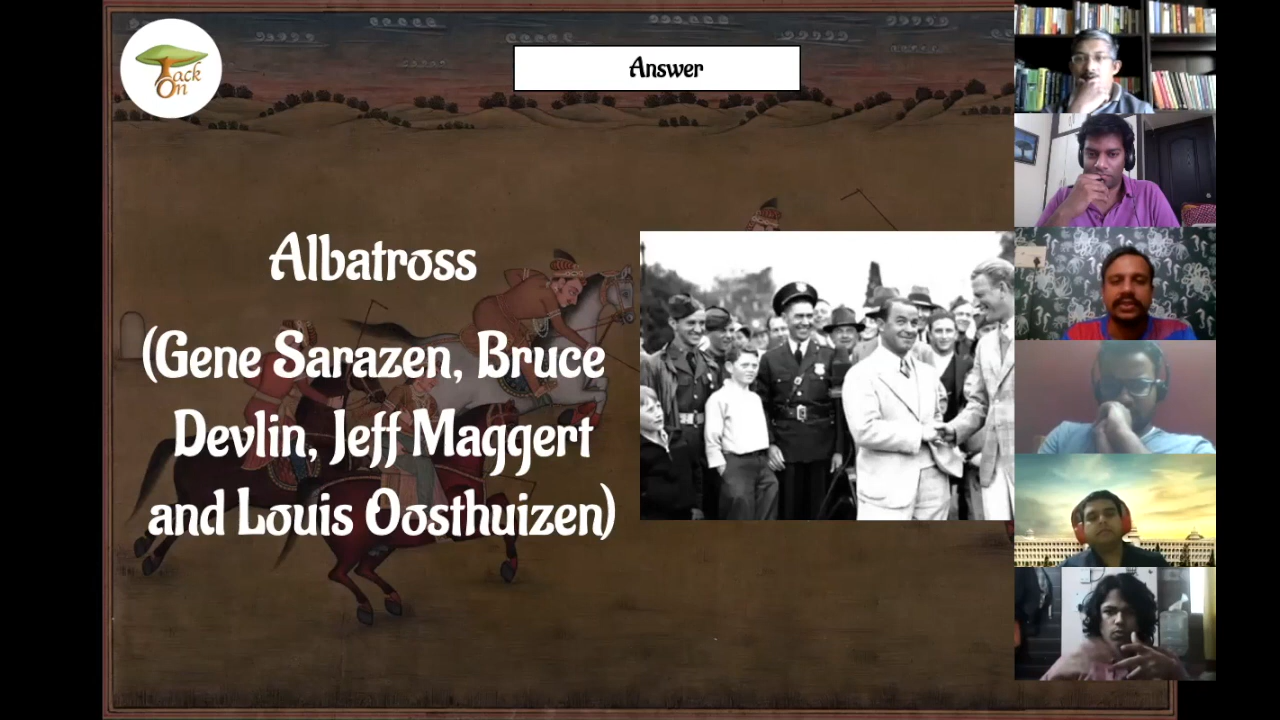 Tack
On
Answer
Albatross
(Gene Sarazen, Bruce
Devlin, Jeff Maggert
and Louis Oosthuizen)